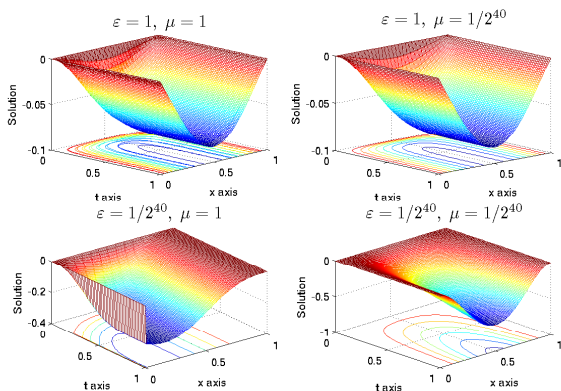 ε = 1, μ = 1
ε = 1, μ = 1/2^40
Solution
0
-0.05
-0.1
0
0.5
1
t axis
0
0.5
1
x axis
Solution
0
-0.05
-0.1
0
0.5
1
t axis
0
0.5
1
x axis
ε = 1/2^40, μ = 1
ε = 1/2^40, μ = 1/2^40
Solution
0
-0.2
-0.4
0
0.5
1
t axis
0
0.5
1
x axis
Solution
0
-0.5
-1
0
0.5
1
t axis
0
0.5
1
x axis